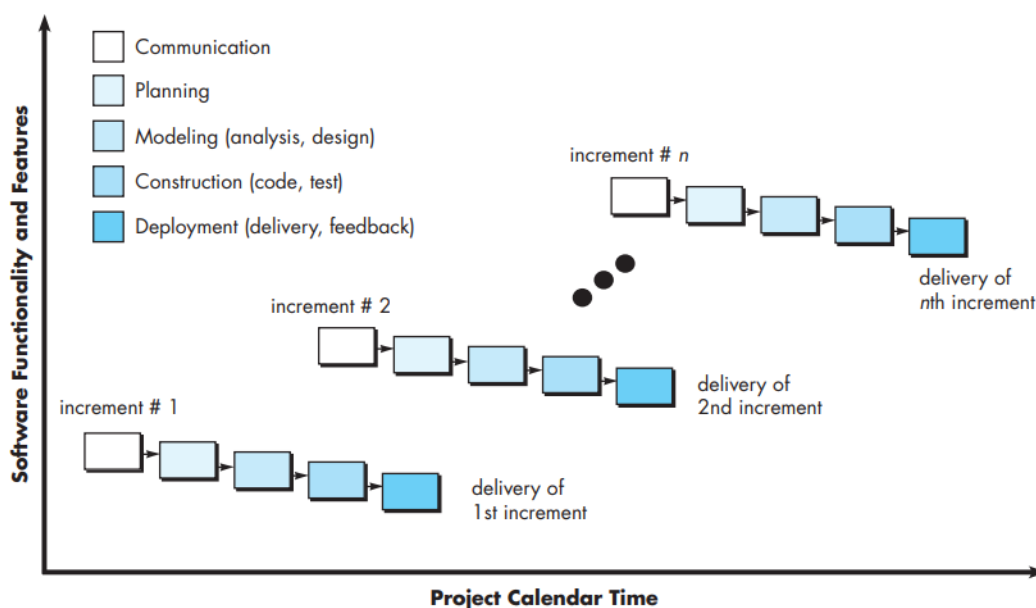 Software Functionality and Features
Communication
Planning
Modeling (analysis, design)
Construction (code, test)
Deployment (delivery, feedback)
increment # n
delivery of
nth increment
increment # 2
delivery of
2nd increment
increment # 1
delivery of
1st increment
Project Calendar Time